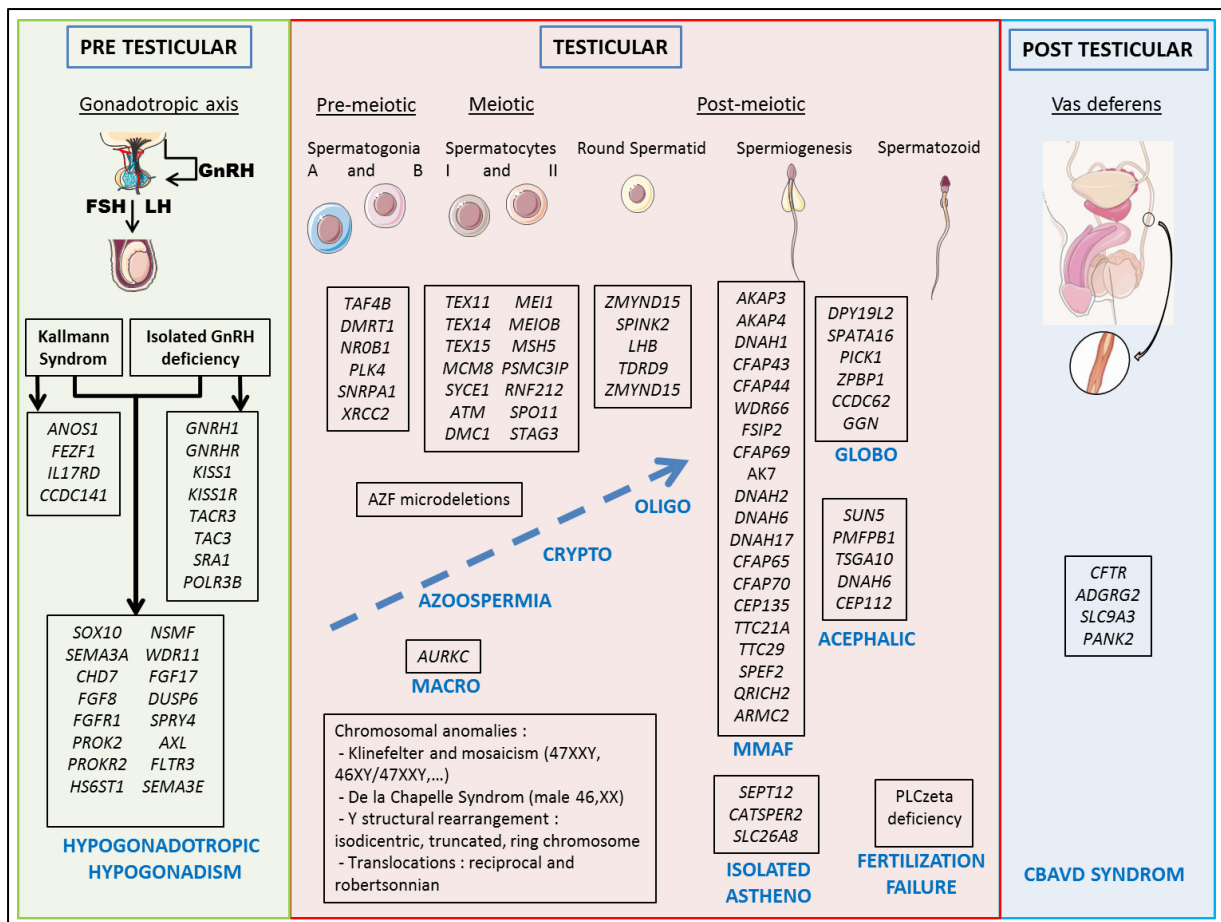 PRE TESTICULAR
Gonadotropic axis
GnRH
FSH LH
Kallmann
Syndrom
Isolated GnRH
deficiency
ANOS1
FEZF1
IL17RD
CCDC141
GNRH1
GNRHR
KISS1
KISS1R
TACR3
TAC3
SRA1
POLR3B
SOX10 NSMF
SEMA3A WDR11
CHD7 FGF17
FGF8 DUSP6
FGFR1 SPRY4
PROK2 AXL
PROKR2 FLTR3
HS6ST1 SEMA3E
HYPOGONADOTROPIC
HYPOGONADISM
TESTICULAR
Pre-meiotic
Meiotic
Post-meiotic
Spermatogonia
A and B
Spermatocytes
I and II
Round Spermatid
Spermiogenesis
Spermatozoid
TAF4B
DMRT1
NR0B1
PLK4
SNRPA1
XRCC2
TEX11 MEI1
TEX14 MEIOB
TEX15 MSH5
MCM8 PSMC3IP
SYCE1 RNF212
ATM SPO11
DMC1 STAG3
ZMYND15
SPINK2
LHB
TDRD9
ZMYND15
AKAP3
AKAP4
DNAH1
CFAP43
CFAP44
WDR66
FSIP2
CFAP69
AK7
DNAH2
DNAH6
DNAH17
CFAP65
CFAP70
CEP135
TTC21A
TTC29
SPEF2
QRICH2
ARMC2
MMAF
DPY19L2
SPATA16
PICK1
ZPBP1
CCDC62
GGN
GLOBO
SUN5
PMFPB1
TSGA10
DNAH6
CEP112
ACEPHALIC
AZF microdeletions
OLIGO
CRYPTO
AZOOSPERMIA
AURKC
MACRO
Chromosomal anomalies :
- Klinefelter and mosaicism (47XXY,
46XY/47XXY,...)
- De la Chapelle Syndrom (male 46,XX)
- Y structural rearrangement :
isodicentric, truncated, ring chromosome
- Translocations : reciprocal and
robertsonnian
SEPT12
CATSPER2
SLC26A8
ISOLATED
ASTHENO
PLCzeta
deficiency
FERTILIZATION
FAILURE
POST TESTICULAR
Vas deferens
CFTR
ADGRG2
SLC9A3
PANK2
CBAVD SYNDROM